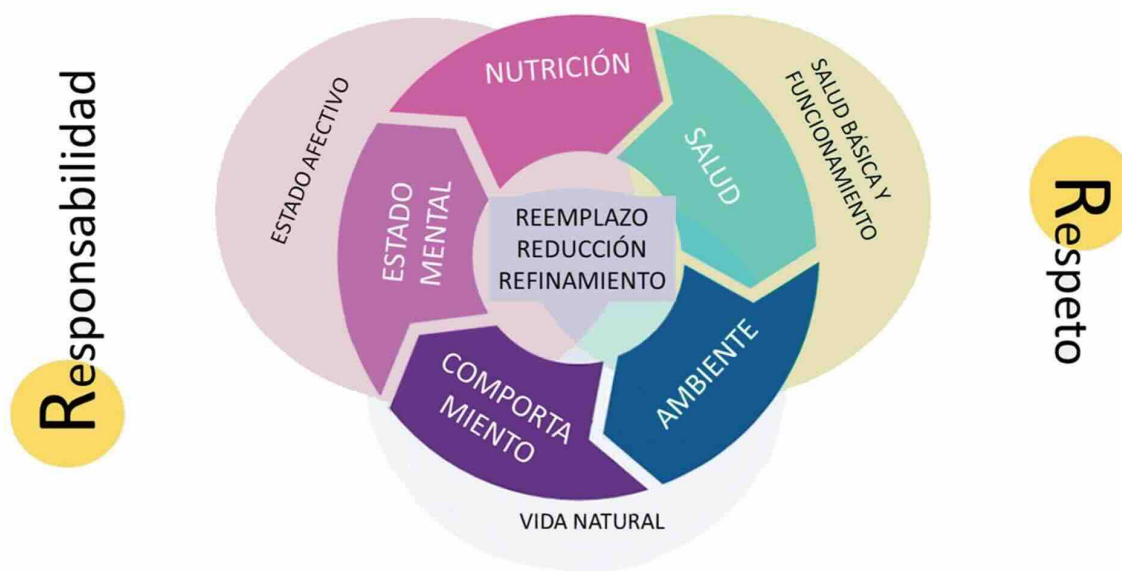 Responsabilidad
ESTADO AFECTIVO
NUTRICIÓN
SALUD
SALUD BÁSICA Y
FUNCIONAMIENTO
ESTADO
MENTAL
REEMPLAZO
REDUCCIÓN
REFINAMIENTO
AMBIENTE
COMPORTA
MIENTO
VIDA NATURAL
Respeto